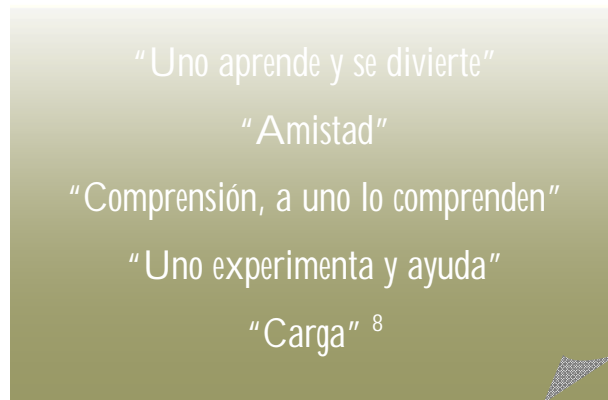 “Uno aprende y se divierte”
“Amistad”
“Comprensión, a uno lo comprenden”
“Uno experimenta y ayuda”
“Carga” 8